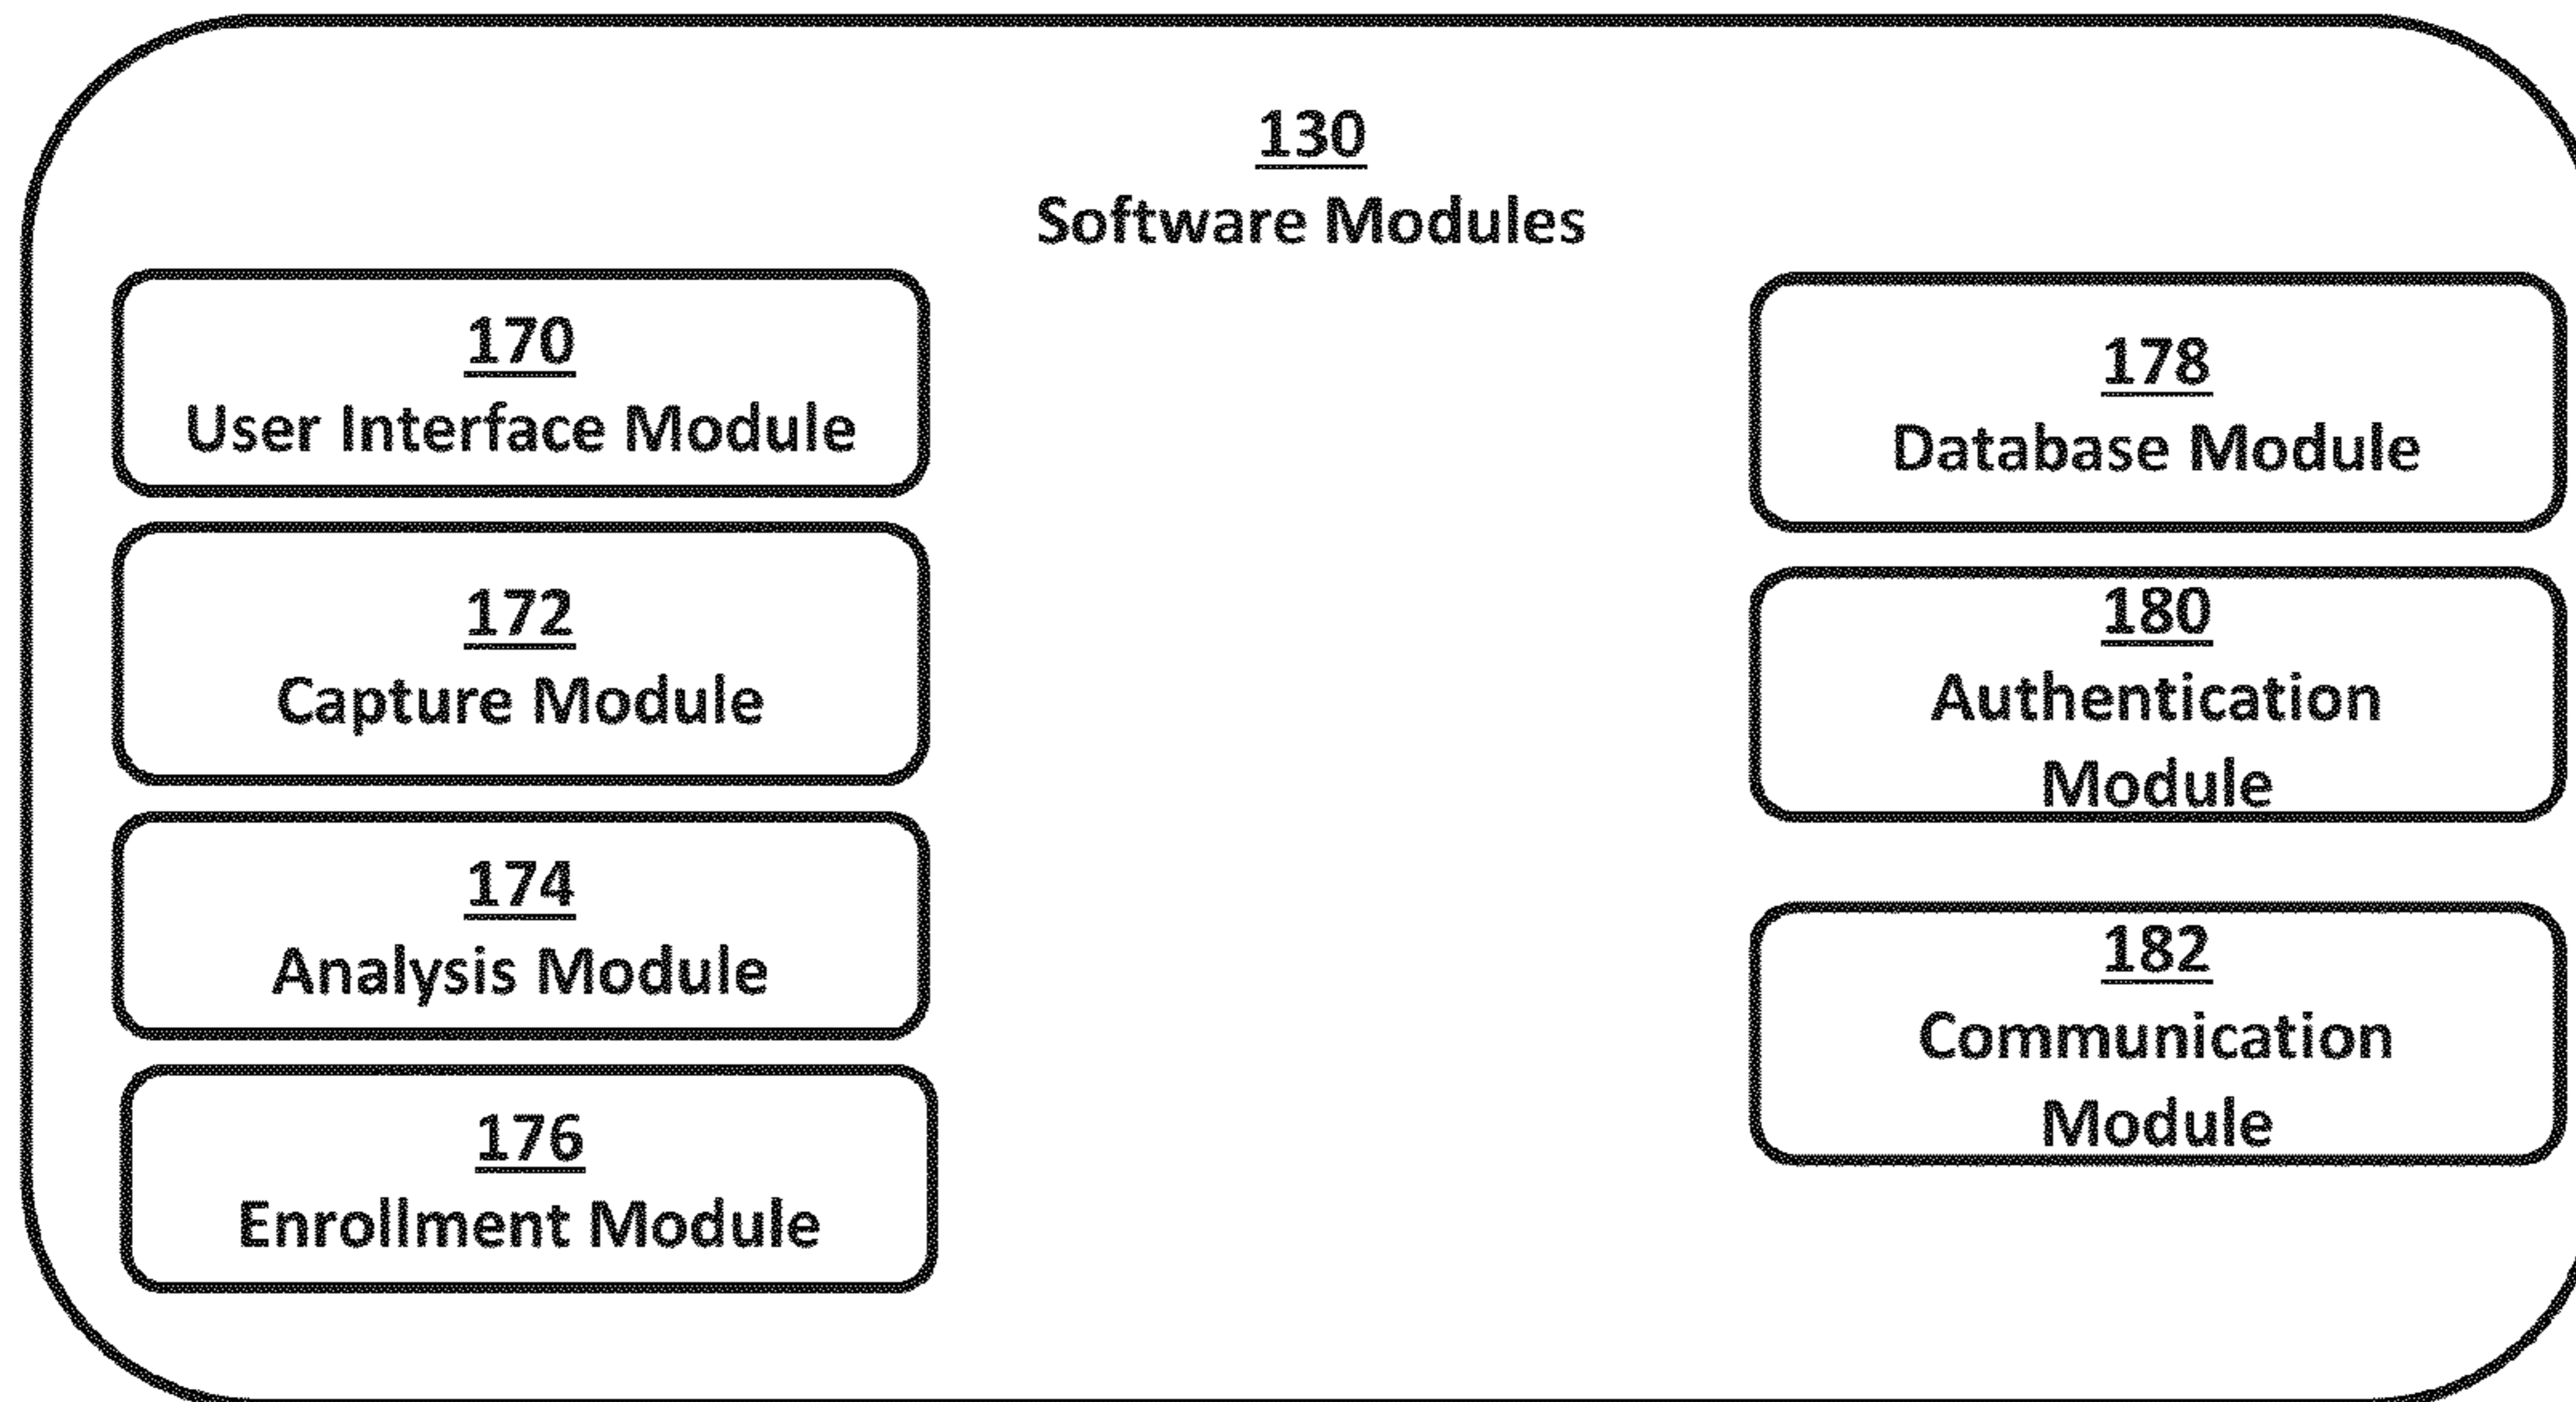 130
Software Modules
170
User Interface Module
172
Capture Module
174
Analysis Module
176
Enrollment Module
178
Database Module
180
Authentication
Module
182
Communication
Module